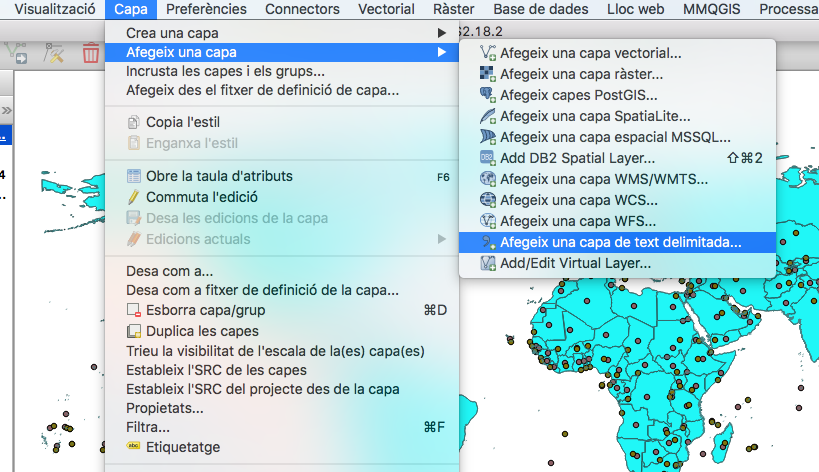 Visualització Capa Preferències Connectors Vectorial Ràster Base de dades Lloc web MMQGIS Processa
S2.18.2
Crea una capa
Afegeix una capa
Incrusta les capes i els grups...
Afegeix des el fitxer de definició de capa...
Copia l'estil
Enganxa l'estil
Obre la taula d'atributs F6
Commuta l'edició
Desa les edicions de la capa
Edicions actuals
Desa com a...
Desa com a fitxer de definició de la capa...
Esborra capa/grup ⌘D
Duplica les capes
Trieu la visibilitat de l'escala de la(es) capa(es)
Estableix l'SRC de les capes
Estableix l'SRC del projecte des de la capa
Propietats...
Filtra... ⌘F
Etiquetatge
Afegeix una capa vectorial...
Afegeix una capa ràster...
Afegeix capes PostGIS...
Afegeix una capa SpatiaLite...
Afegeix una capa espacial MSSQL...
Add DB2 Spatial Layer... ⇧⌘2
Afegeix una capa WMS/WMTS...
Afegeix una capa WCS...
Afegeix una capa WFS...
Afegeix una capa de text delimitada...
Add/Edit Virtual Layer...